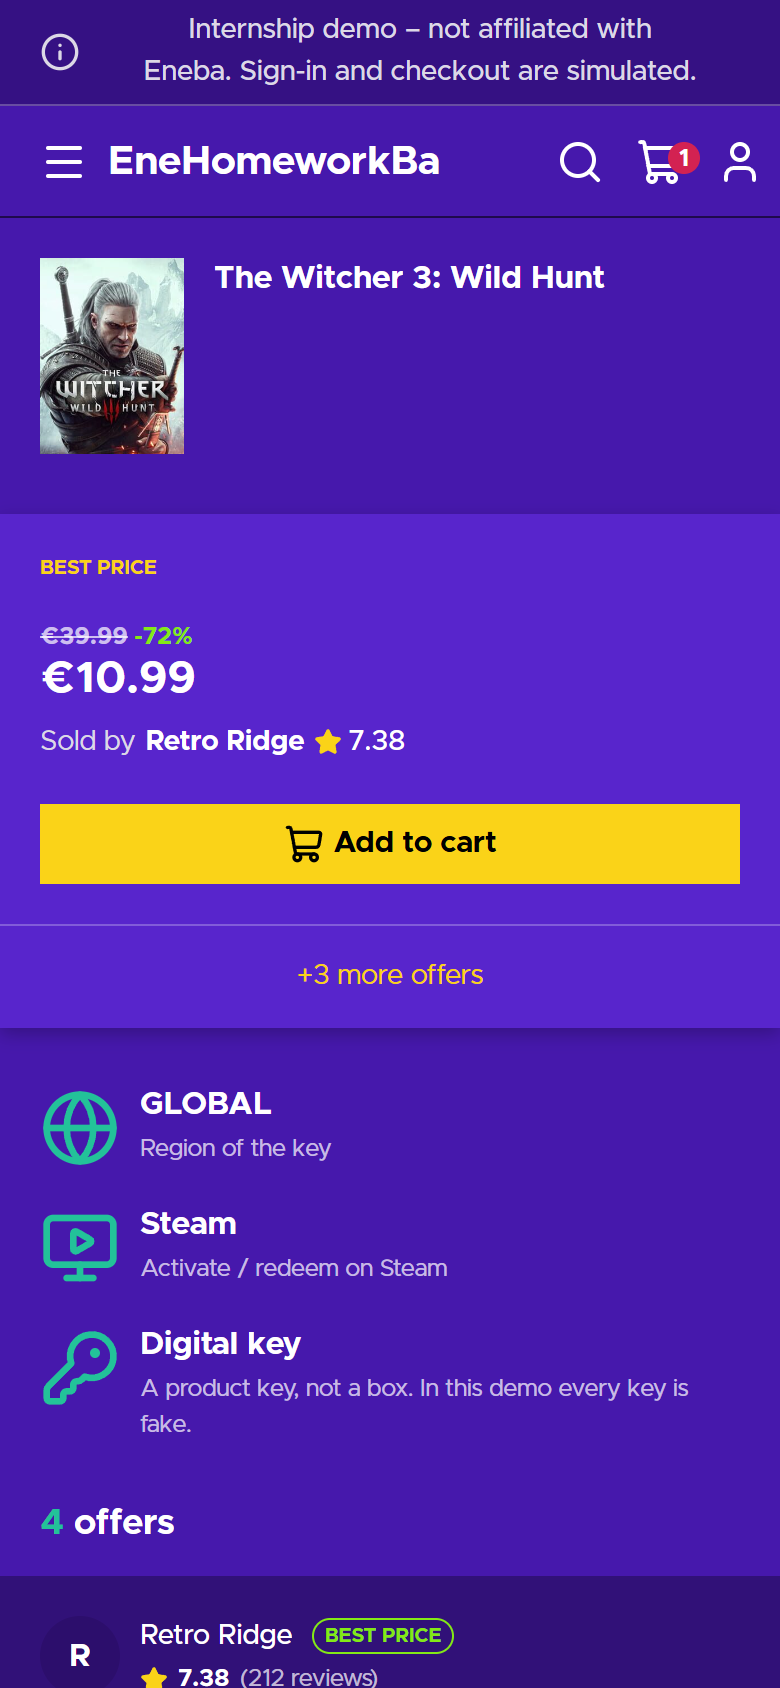 Internship demo – not affiliated with
Eneba. Sign-in and checkout are simulated.
EneHomeworkBa
1
The Witcher 3: Wild Hunt
THE
WITCHER
WILD HUNT
BEST PRICE
€39.99 -72%
€10.99
Sold by Retro Ridge 7.38
Add to cart
+3 more offers
GLOBAL
Region of the key
Steam
Activate / redeem on Steam
Digital key
A product key, not a box. In this demo every key is
fake.
4 offers
R
Retro Ridge BEST PRICE
7.38 (212 reviews)